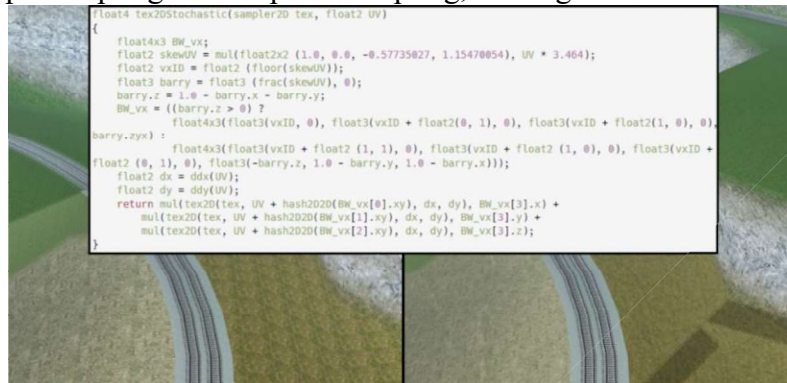 float4 tex2DStochastic(sampler2D tex, float2 UV)
{
float4x3 BW_vx;
float2 skewUV = mul(float2x2 (1.0, 0.0, -0.57735027, 1.15470054), UV * 3.464);
float2 vxID = float2 (floor(skewUV));
float3 barry = float3 (frac(skewUV), 0);
barry.z = 1.0 - barry.x - barry.y;
BW_vx = ((barry.z > 0) ?
float4x3(float3(vxID, 0), float3(vxID + float2(0, 1), 0), float3(vxID + float2(1, 0), 0),
barry.zyx) :
float4x3(float3(vxID + float2 (1, 1), 0), float3(vxID + float2 (1, 0), 0), float3(vxID +
float2 (0, 1), 0), float3(-barry.z, 1.0 - barry.y, 1.0 - barry.x)));
float2 dx = ddx(UV);
float2 dy = ddy(UV);
return mul(tex2D(tex, UV + hash2D2D(BW_vx[0].xy), dx, dy), BW_vx[3].x) +
mul(tex2D(tex, UV + hash2D2D(BW_vx[1].xy), dx, dy), BW_vx[3].y) +
mul(tex2D(tex, UV + hash2D2D(BW_vx[2].xy), dx, dy), BW_vx[3].z);
}